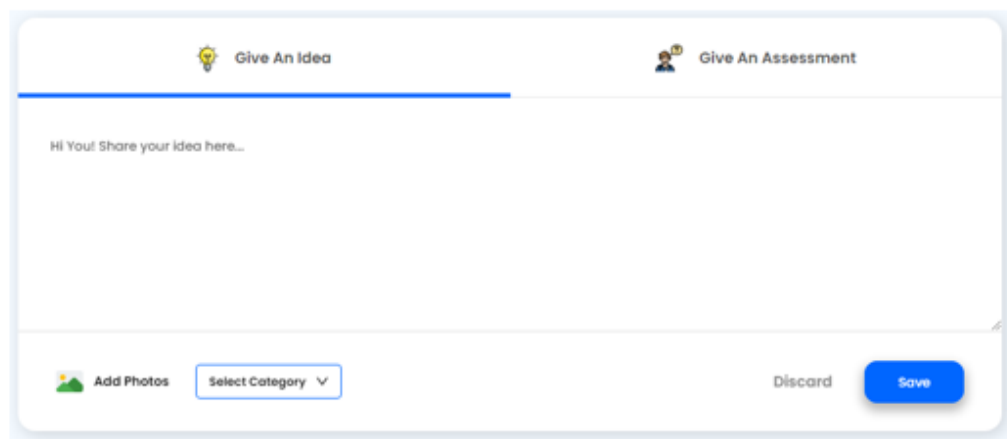 Give An Idea
Give An Assessment
Hi You! Share your idea here...
Add Photos
Select Category
Discard
Save